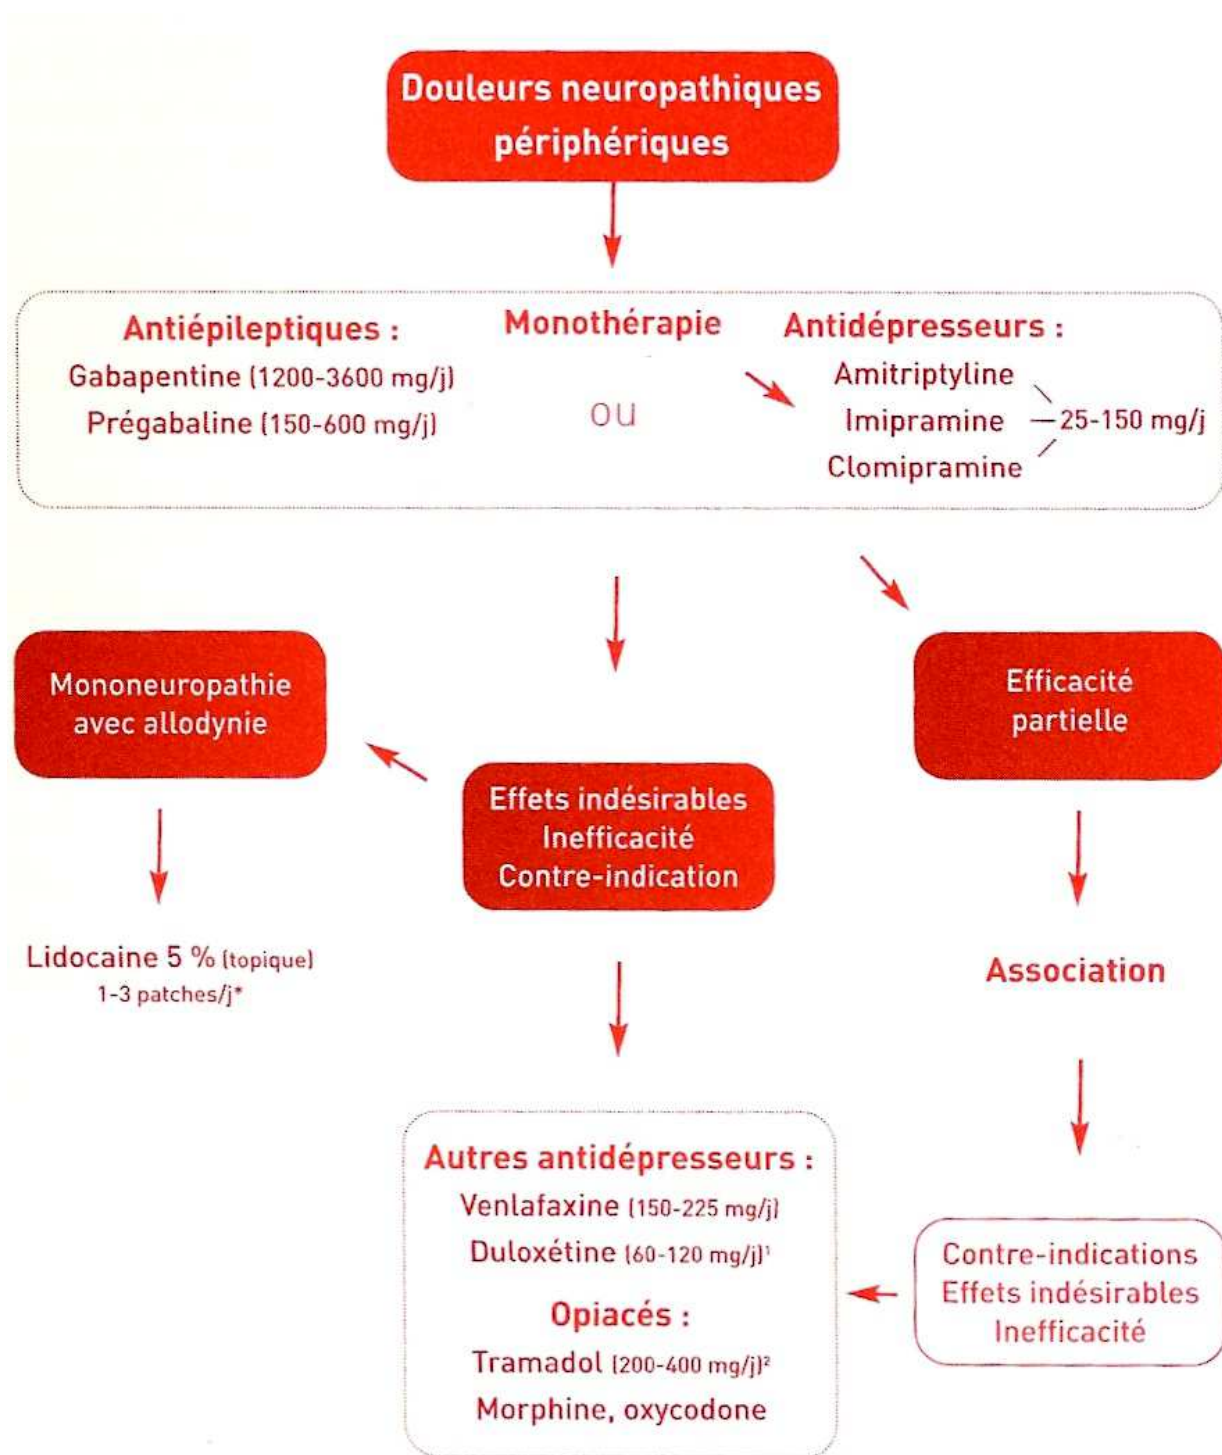 Douleurs neuropathiques
périphériques
Antiépileptiques :
Gabapentine (1200-3600 mg/j)
Prégabaline (150-600 mg/j)
Monothérapie
ou
Antidépresseurs :
Amitriptyline
Imipramine
Clomipramine
25-150 mg/j
Mononeuropathie
avec allodynie
Effets indésirables
Inefficacité
Contre-indication
Efficacité
partielle
Lidocaine 5 % (topique)
1-3 patches/j*
Association
Autres antidépresseurs :
Venlafaxine (150-225 mg/j)
Duloxétine (60-120 mg/j)¹
Opiacés :
Tramadol (200-400 mg/j)²
Morphine, oxycodone
Contre-indications
Effets indésirables
Inefficacité